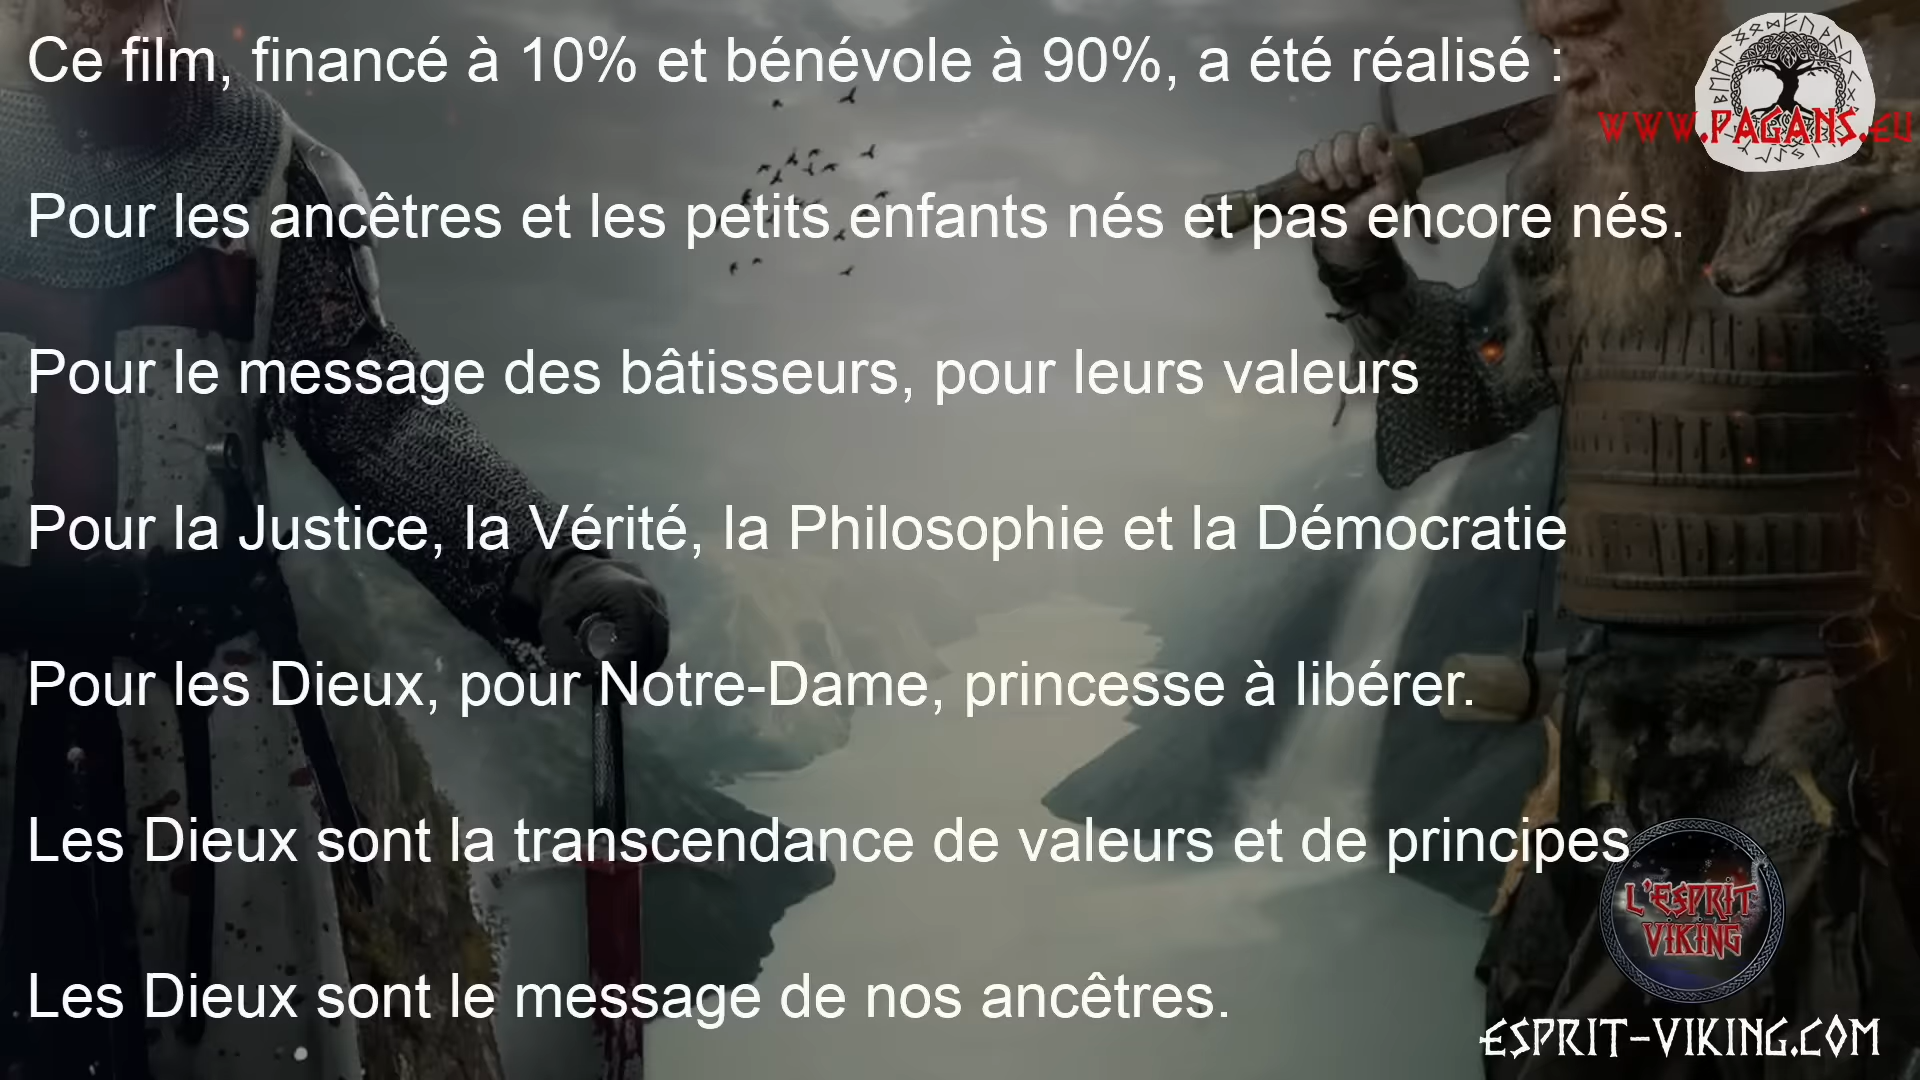 Ce film, financé à 10% et bénévole à 90%, a été réalisé :
www.PAGANS.EU
Pour les ancêtres et les petits enfants nés et pas encore nés.
Pour le message des bâtisseurs, pour leurs valeurs
Pour la Justice, la Vérité, la Philosophie et la Démocratie
Pour les Dieux, pour Notre-Dame, princesse à libérer.
Les Dieux sont la transcendance de valeurs et de principes
L'ESPRIT
VIKING
Les Dieux sont le message de nos ancêtres.
ESPRIT-VIKING.COM